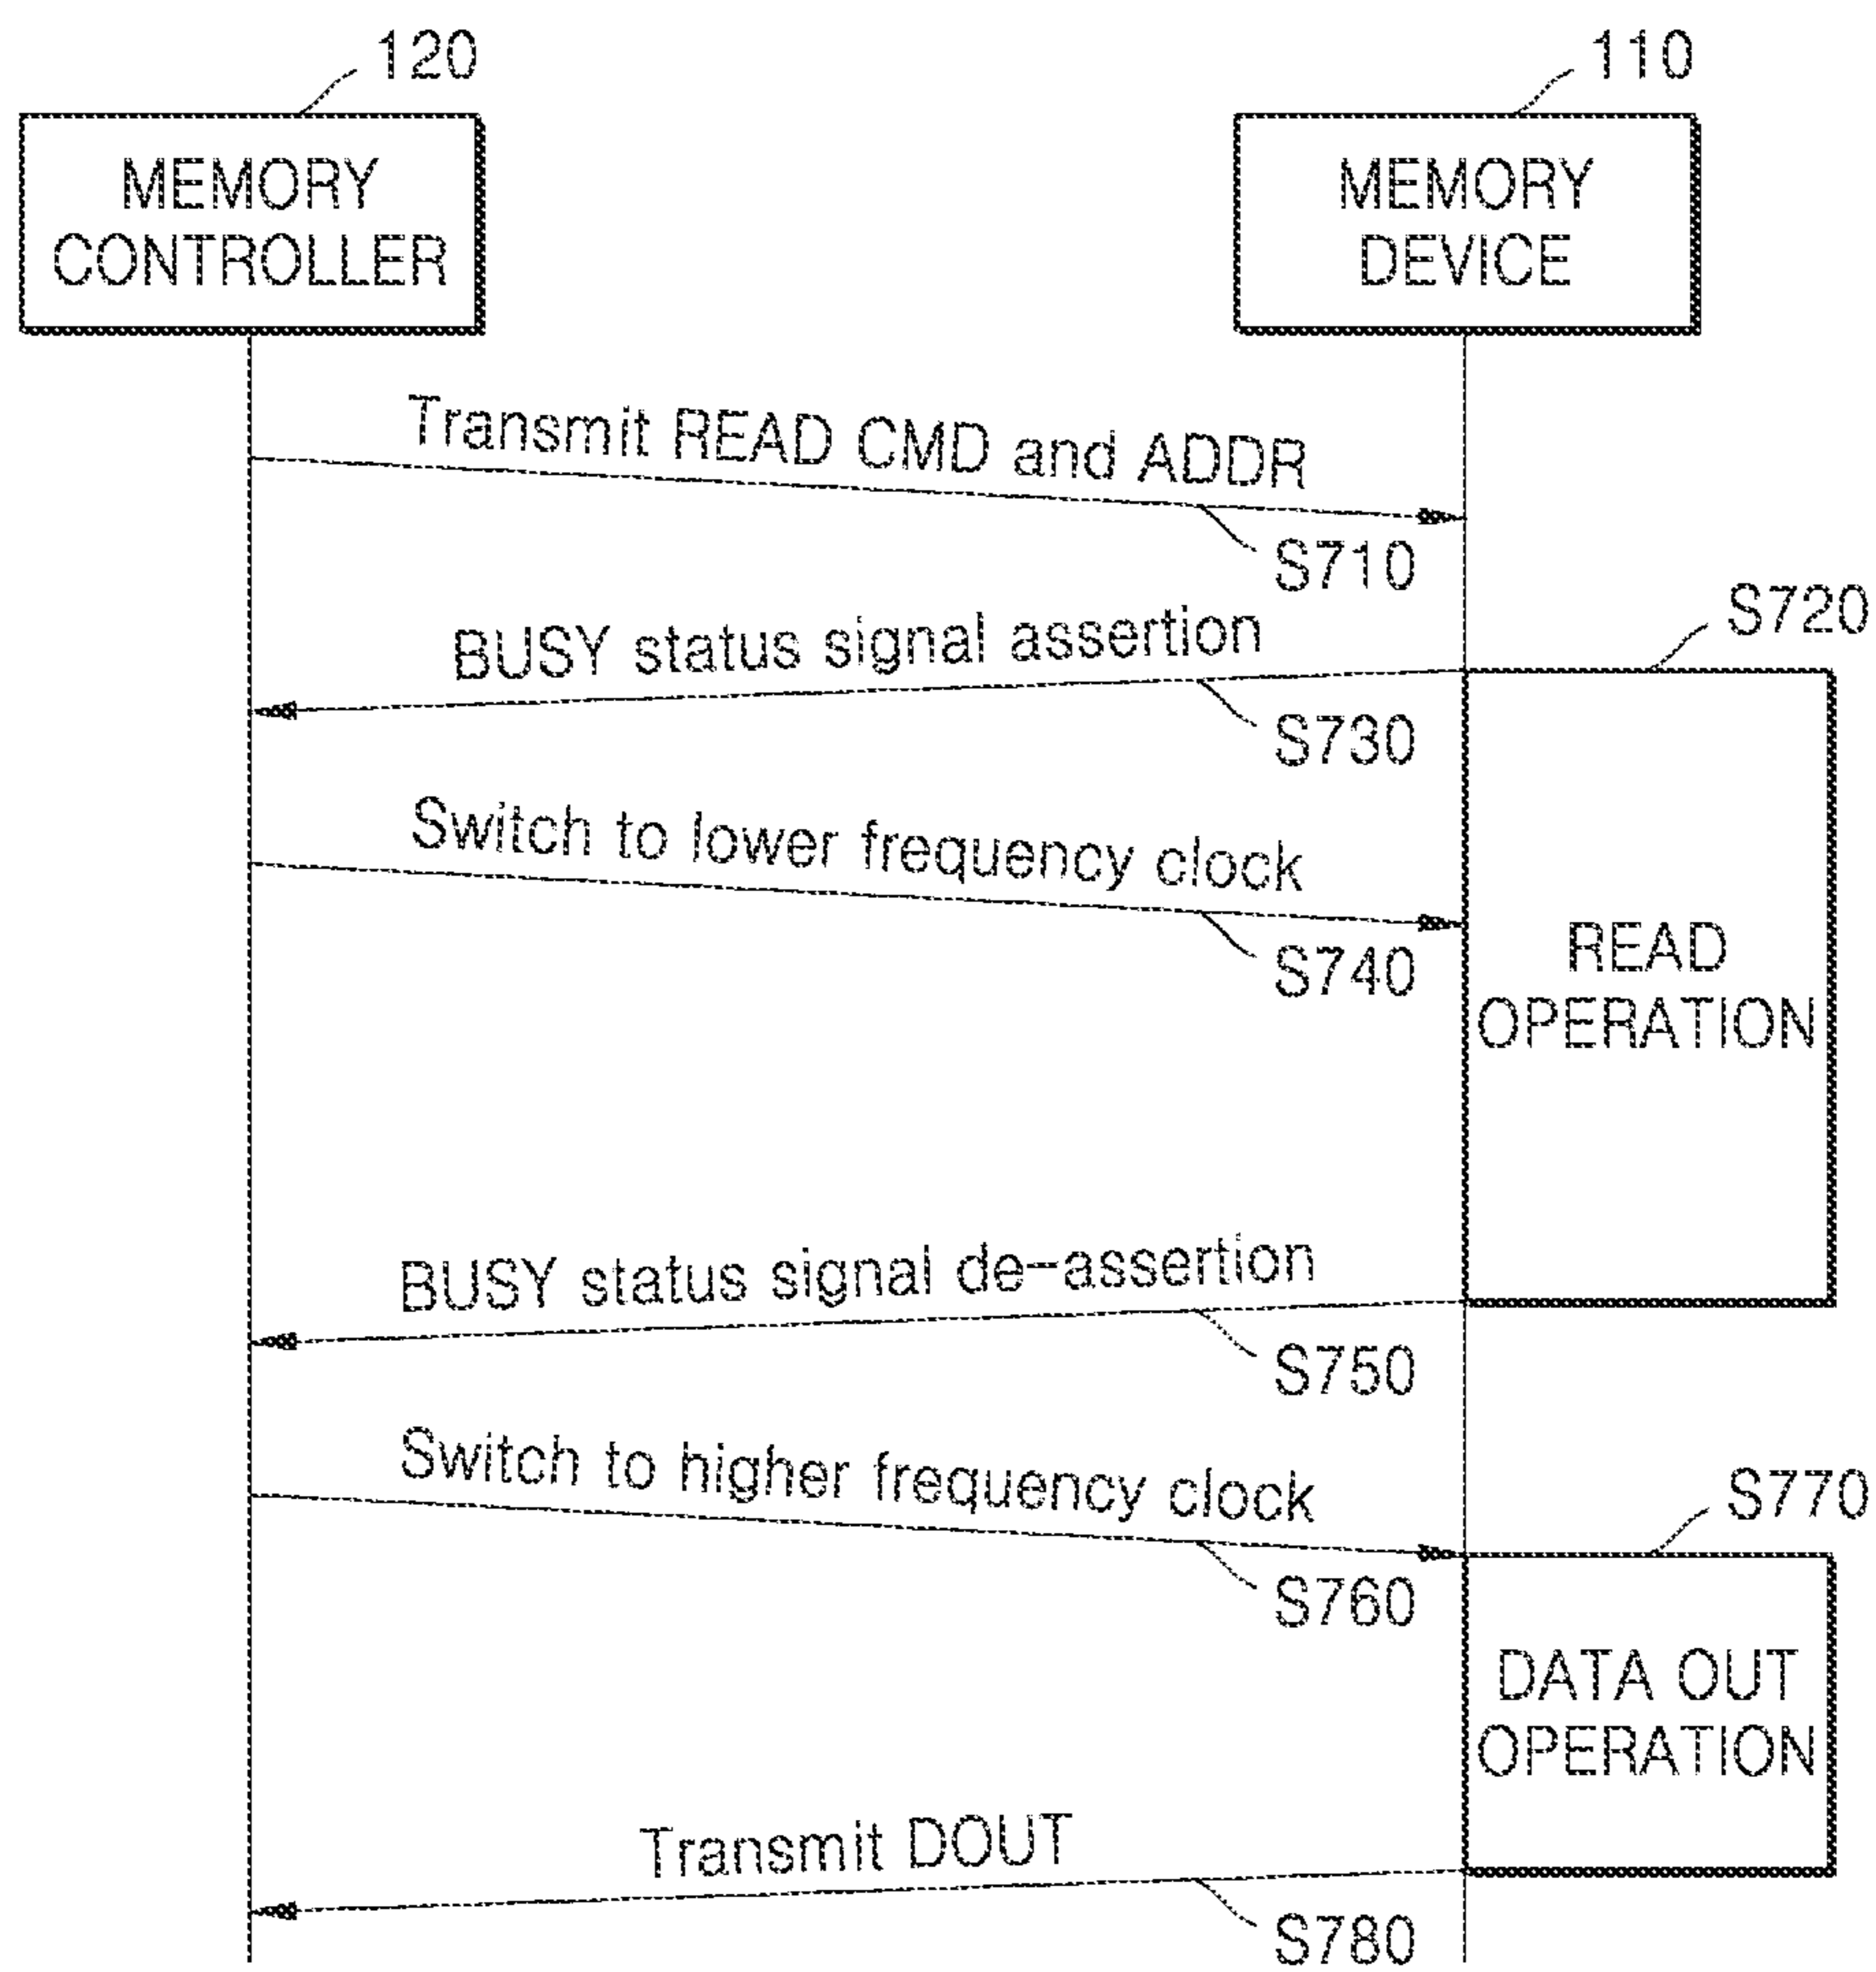 120
110
MEMORY
CONTROLLER
MEMORY
DEVICE
Transmit READ CMD and ADDR
S710
S720
BUSY status signal assertion
S730
Switch to lower frequency clock
S740
READ
OPERATION
BUSY status signal de-assertion
S750
Switch to higher frequency clock
S760
S770
DATA OUT
OPERATION
Transmit DOUT
S780